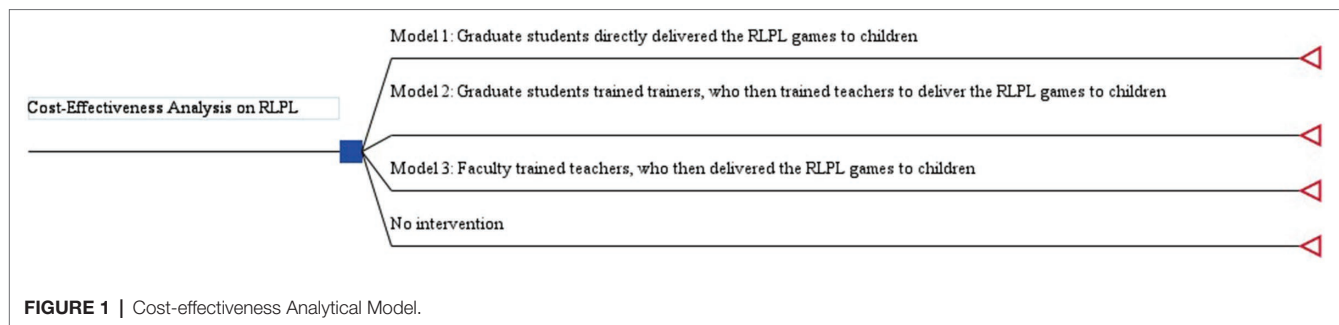 Model 1: Graduate students directly delivered the RLPL games to children
Model 2: Graduate students trained trainers, who then trained teachers to deliver the RLPL games to children
Cost-Effectiveness Analysis on RLPL
Model 3: Faculty trained teachers, who then delivered the RLPL games to children
No intervention
FIGURE 1 | Cost-effectiveness Analytical Model.